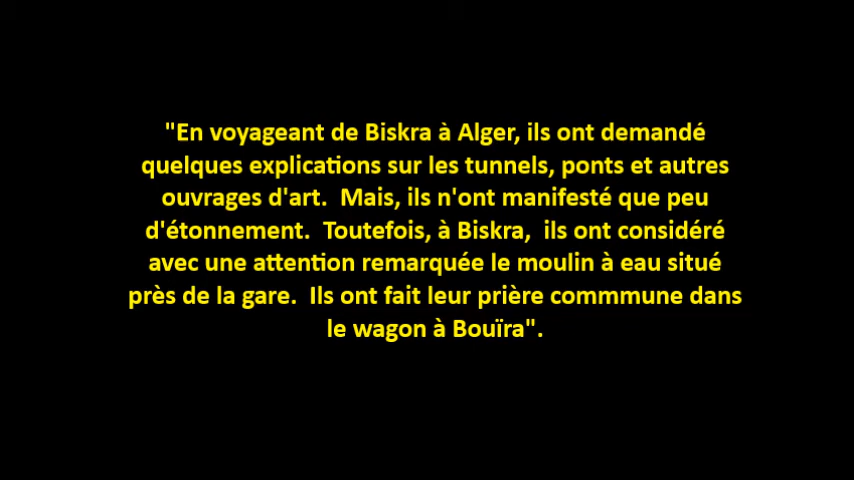 "En voyageant de Biskra à Alger, ils ont demandé
quelques explications sur les tunnels, ponts et autres
ouvrages d'art.  Mais, ils n'ont manifesté que peu
d'étonnement.  Toutefois, à Biskra,  ils ont considéré
avec une attention remarquée le moulin à eau situé
près de la gare.  Ils ont fait leur prière commmune dans
le wagon à Bouïra".